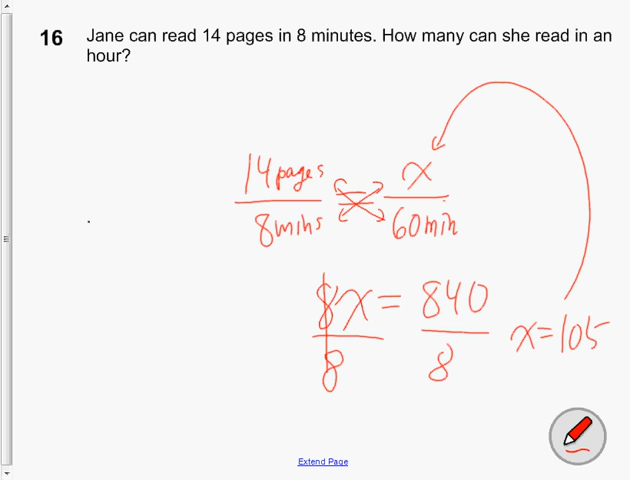 16 Jane can read 14 pages in 8 minutes. How many can she read in an
hour?
14 pages x
8 mins 60 min
8x = 840
8 8 x=105
Extend Page